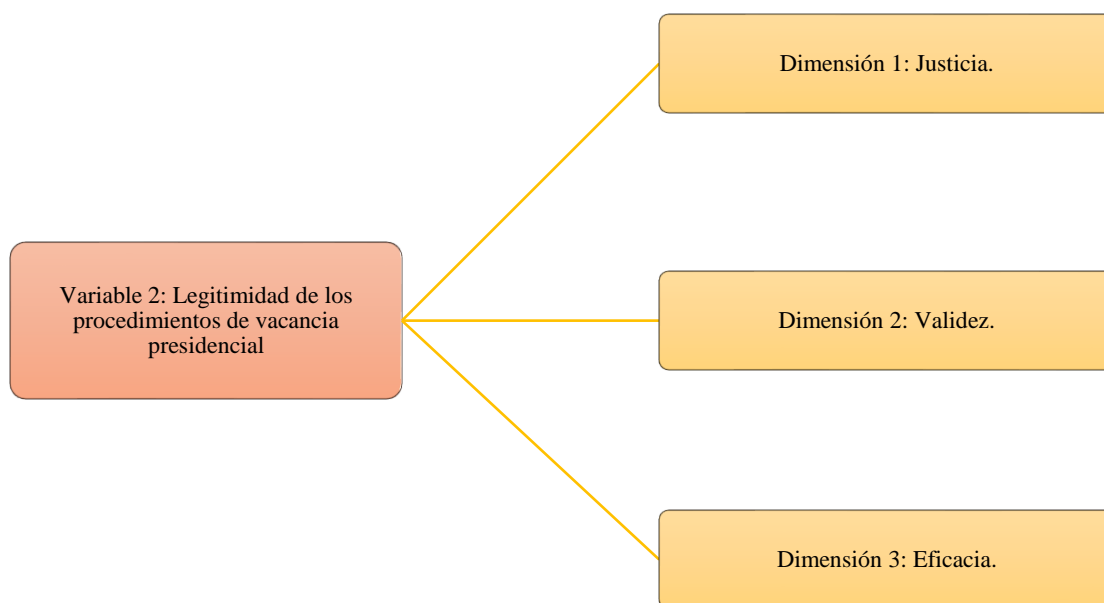 Dimensión 1: Justicia.
Variable 2: Legitimidad de los
procedimientos de vacancia
presidencial
Dimensión 2: Validez.
Dimensión 3: Eficacia.